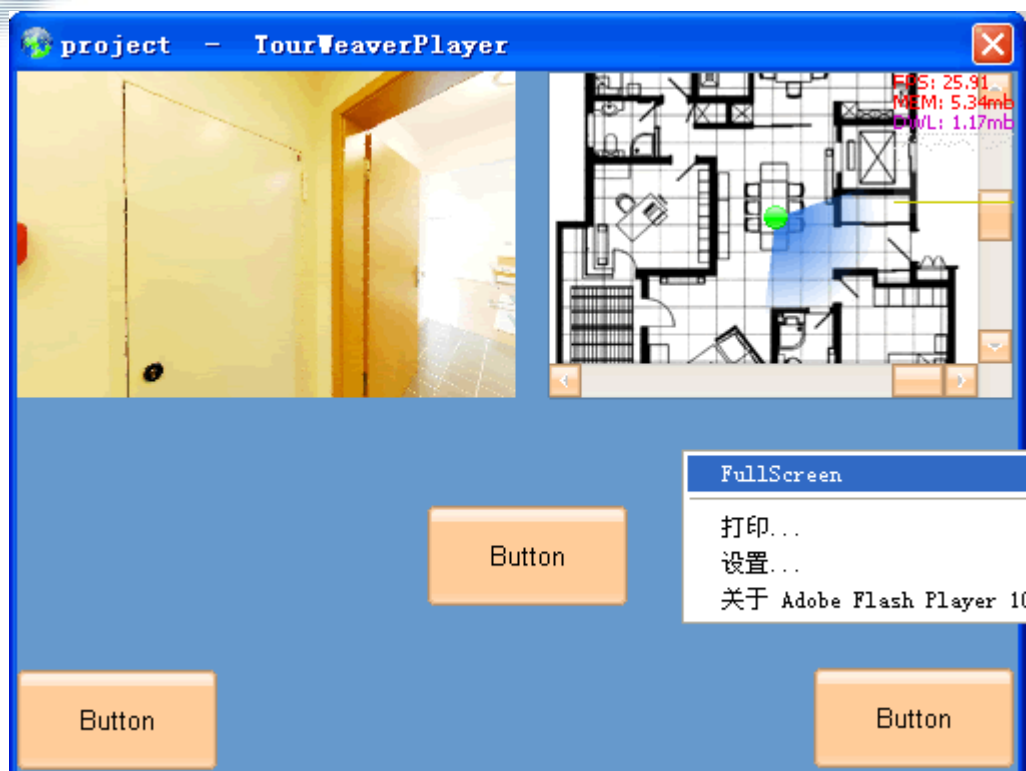 project - TourWeaverPlayer
FPS: 25.91
MEM: 5.34mb
DWL: 1.17mb
FullScreen
打印...
设置...
关于 Adobe Flash Player 10
Button
Button
Button